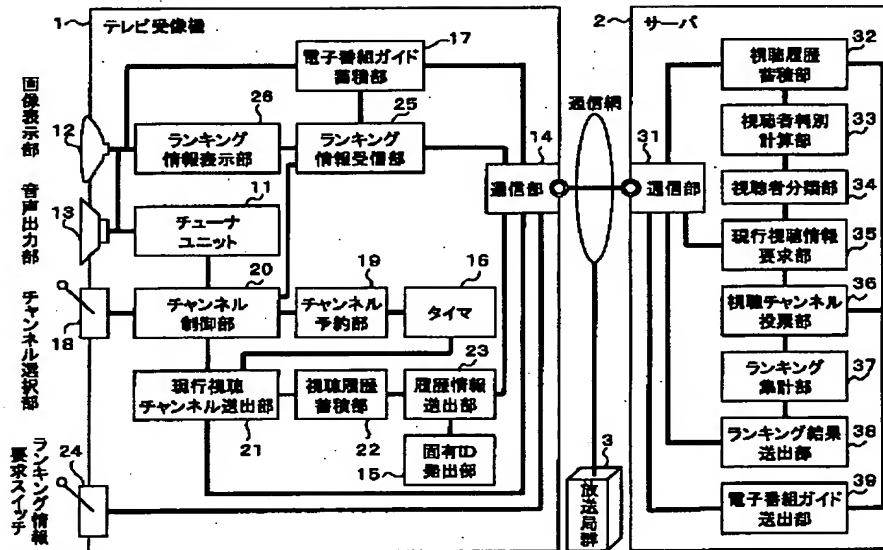 1
テレビ受像機
画像表示部
12
音声出力部
13
チャンネル選択部
18
ランキング情報
要求スイッチ
24
17
電子番組ガイド
蓄積部
26
ランキング
情報表示部
25
ランキング
情報受信部
11
チューナ
ユニット
20
チャンネル
制御部
19
チャンネル
予約部
16
タイマ
現行視聴
チャンネル送出部
21
視聴履歴
蓄積部
22
23
履歴情報
送出部
固有ID
発出部
15
14
通信部
通信網
3
放送局群
2
サーバ
31
通信部
視聴履歴
蓄積部
32
視聴者判別
計算部
33
視聴者分類部
34
現行視聴情報
要求部
35
視聴チャンネル
投票部
36
ランキング
集計部
37
ランキング結果
送出部
38
電子番組ガイド
送出部
39